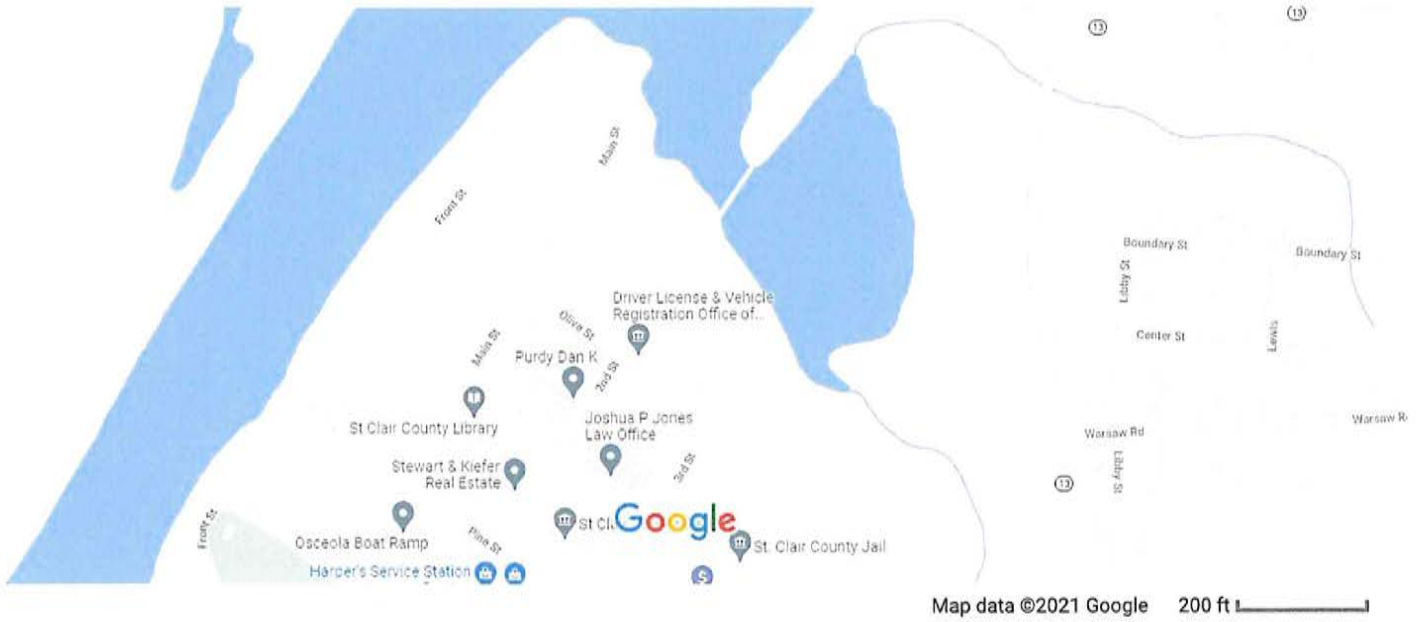 13
13
Main St
Front St
Boundary St
Boundary St
Libby St
Driver License & Vehicle
Registration Office of...
Olive St
Main St
Center St
Lewis
Purdy Dan K
2nd St
St Clair County Library
Joshua P Jones
Law Office
Warsaw R
Warsaw Rd
Stewart & Kiefer
Real Estate
3rd St
Libby St
13
Front St
Osceola Boat Ramp
Pine St
St Cl
Google
St. Clair County Jail
Harper's Service Station
$
Map data ©2021 Google
200 ft